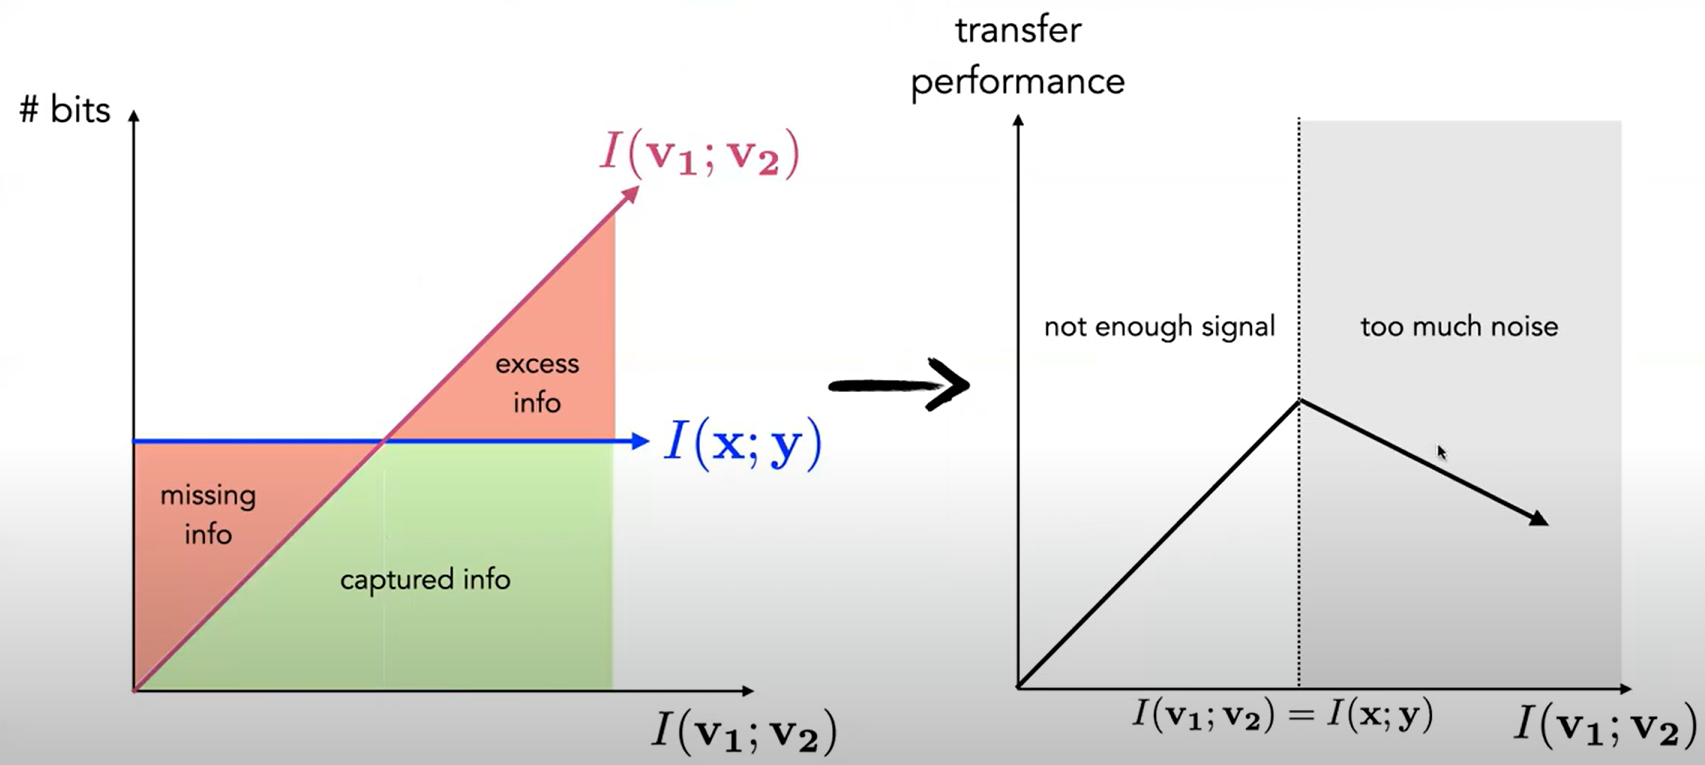 # bits
I(v₁; v₂)
excess
info
I(x; y)
missing
info
captured info
I(v₁; v₂)
transfer
performance
not enough signal
too much noise
I(v₁; v₂) = I(x; y)
I(v₁; v₂)